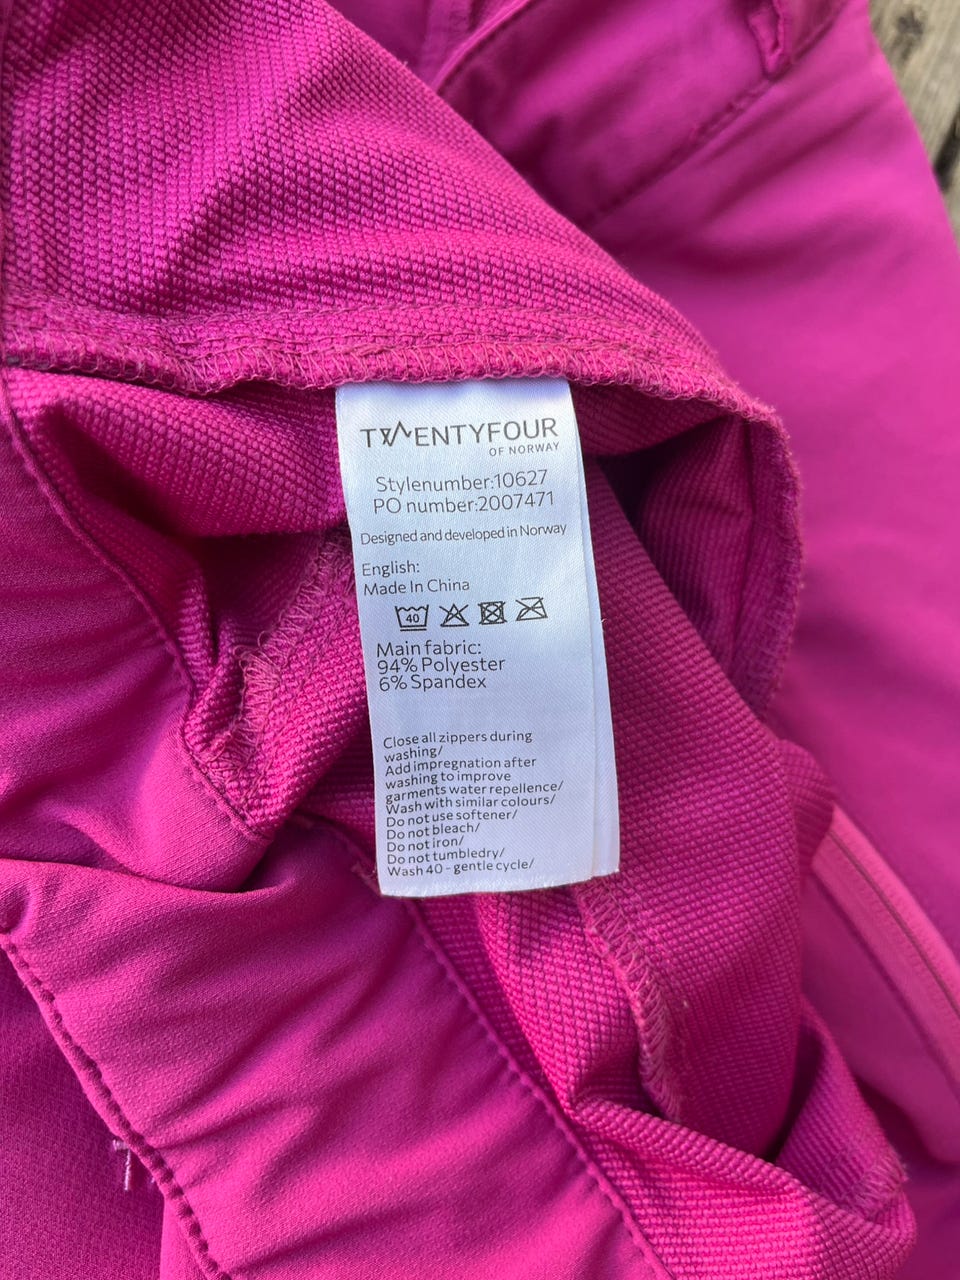 TWENTYFOUR
OF NORWAY
Stylenumber:10627
PO number:2007471
Designed and developed in Norway
English:
Made In China
40
Main fabric:
94% Polyester
6% Spandex
Close all zippers during
washing/
Add impregnation after
washing to improve
garments water repellence/
Wash with similar colours/
Do not use softener/
Do not bleach/
Do not iron/
Do not tumbledry/
Wash 40 - gentle cycle/